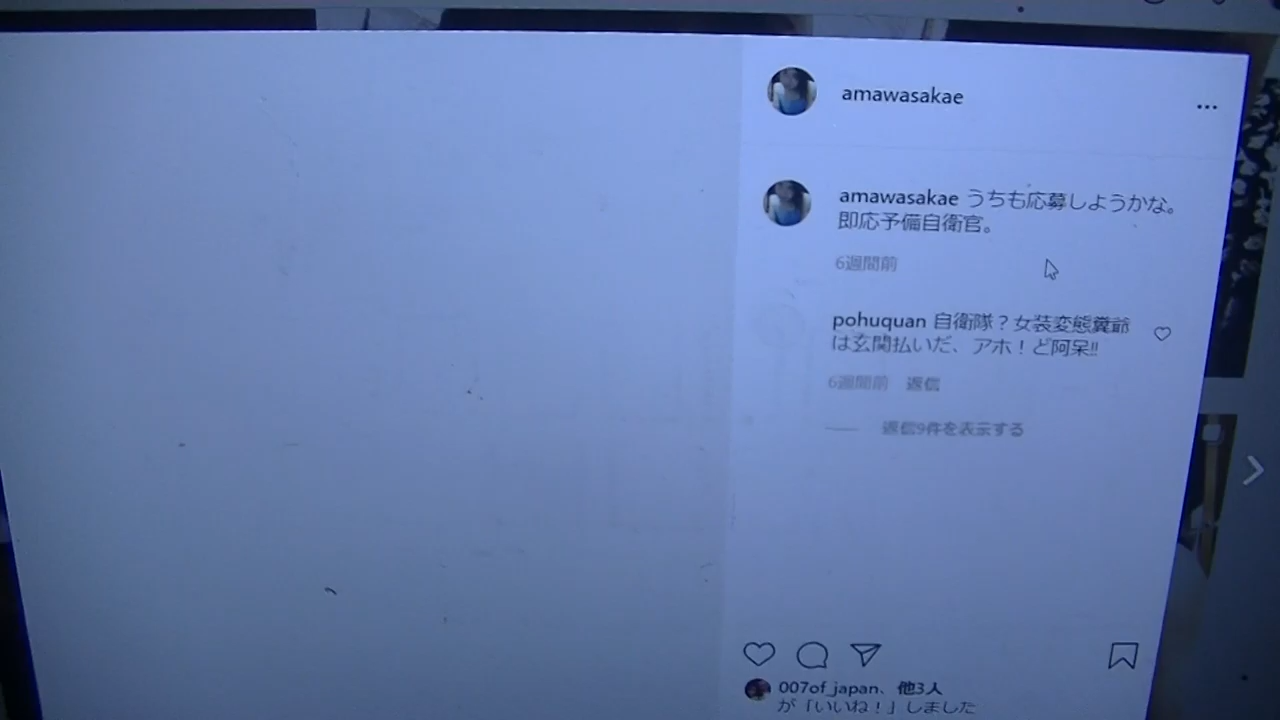 amawasakae
amawasakae うちも応募しようかな。
即応予備自衛官。
6週間前
pohuquan 自衛隊？女装変態糞爺
は玄関払いだ、アホ！ど阿呆!!
6週間前 返信
返信9件を表示する
007of_japan、他3人
が「いいね！」しました